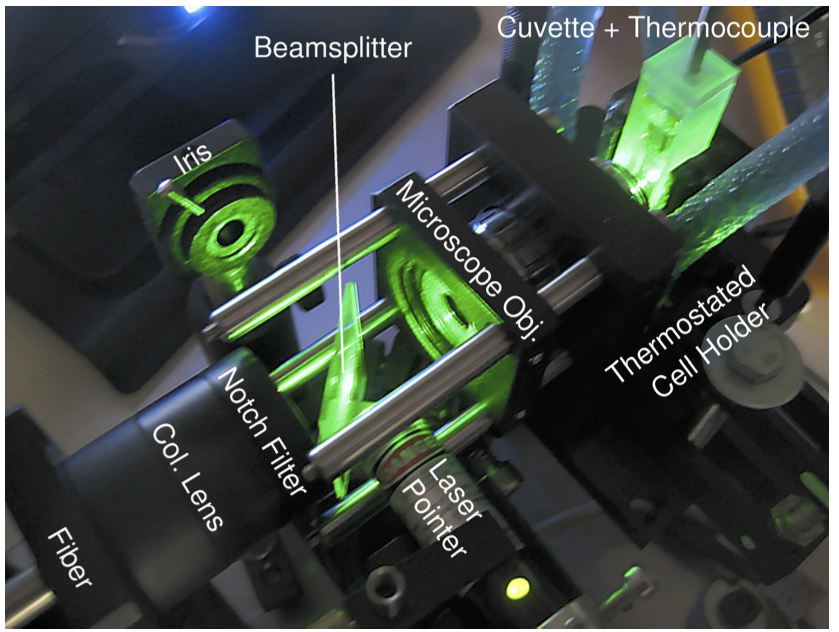 Cuvette + Thermocouple
Beamsplitter
Iris
Microscope Obj.
Thermostated
Cell Holder
Notch Filter
Col. Lens
Laser
Pointer
Fiber